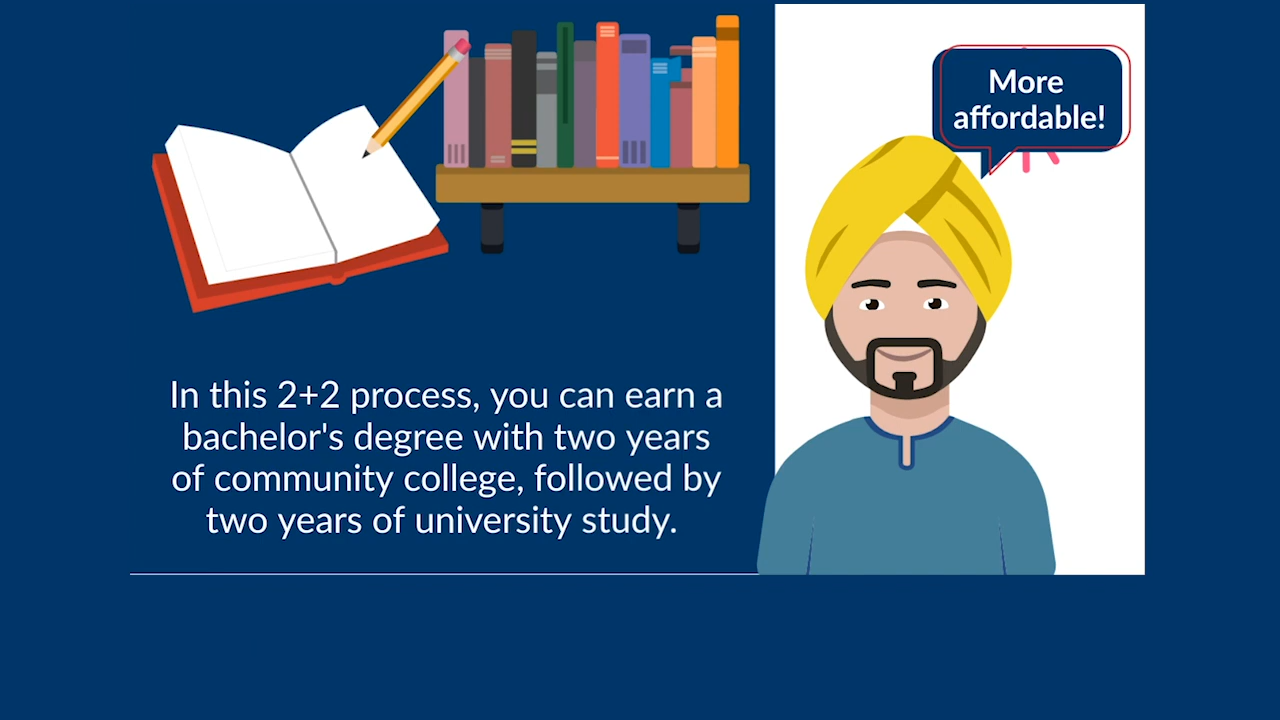 More
affordable!
In this 2+2 process, you can earn a
bachelor's degree with two years
of community college, followed by
two years of university study.